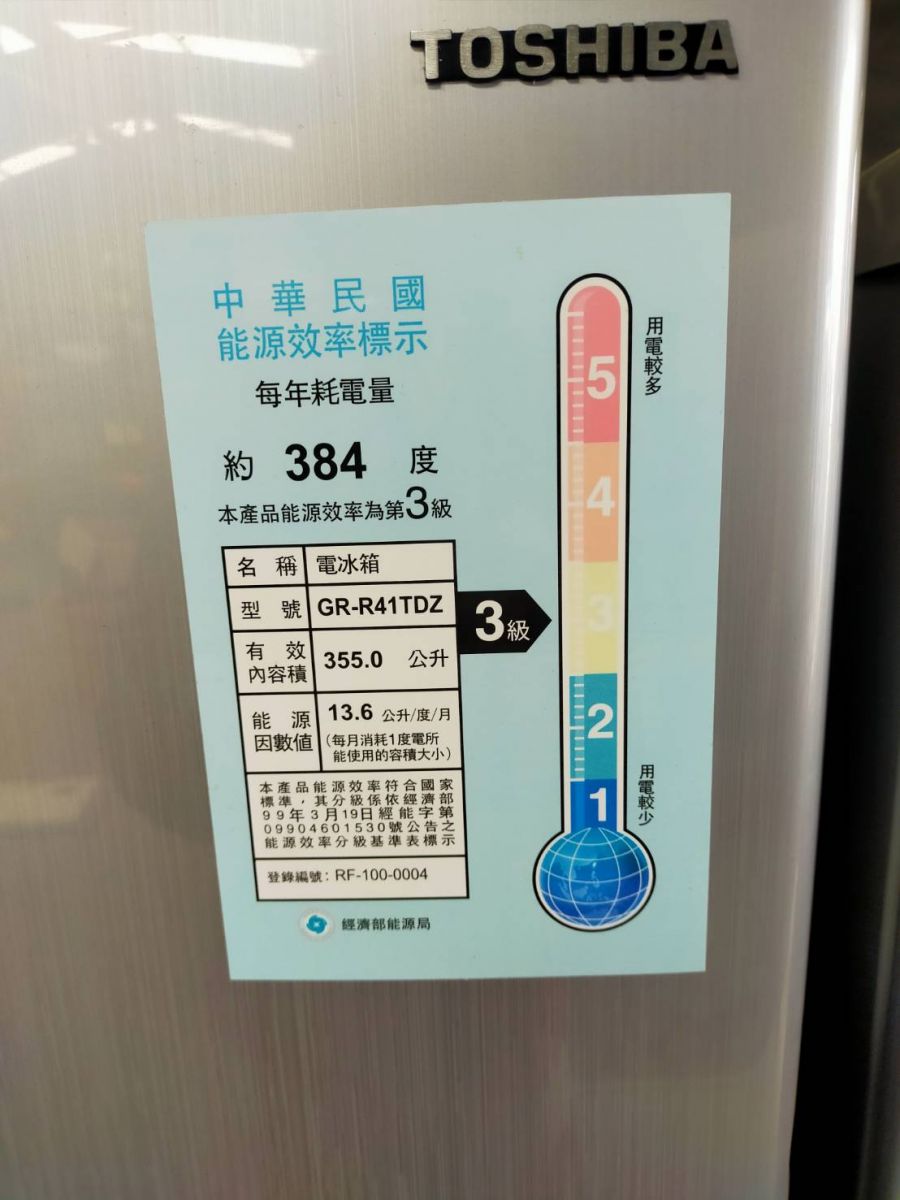 TOSHIBA
中華民國
能源效率標示
每年耗電量
約 384 度
本產品能源效率為第3級
名稱 電冰箱
型號 GR-R41TDZ
有效
內容積
355.0 公升
能源
因數值
13.6 公升/度/月
(每月消耗1度電所
能使用的容積大小)
本產品能源效率符合國家
標準，其分級係依經濟部
99年3月19日經能字第
09904601530號公告之
能源效率分級基準表標示
登錄編號：RF-100-0004
經濟部能源局
3級
用電較多
5
4
3
2
1
用電較少